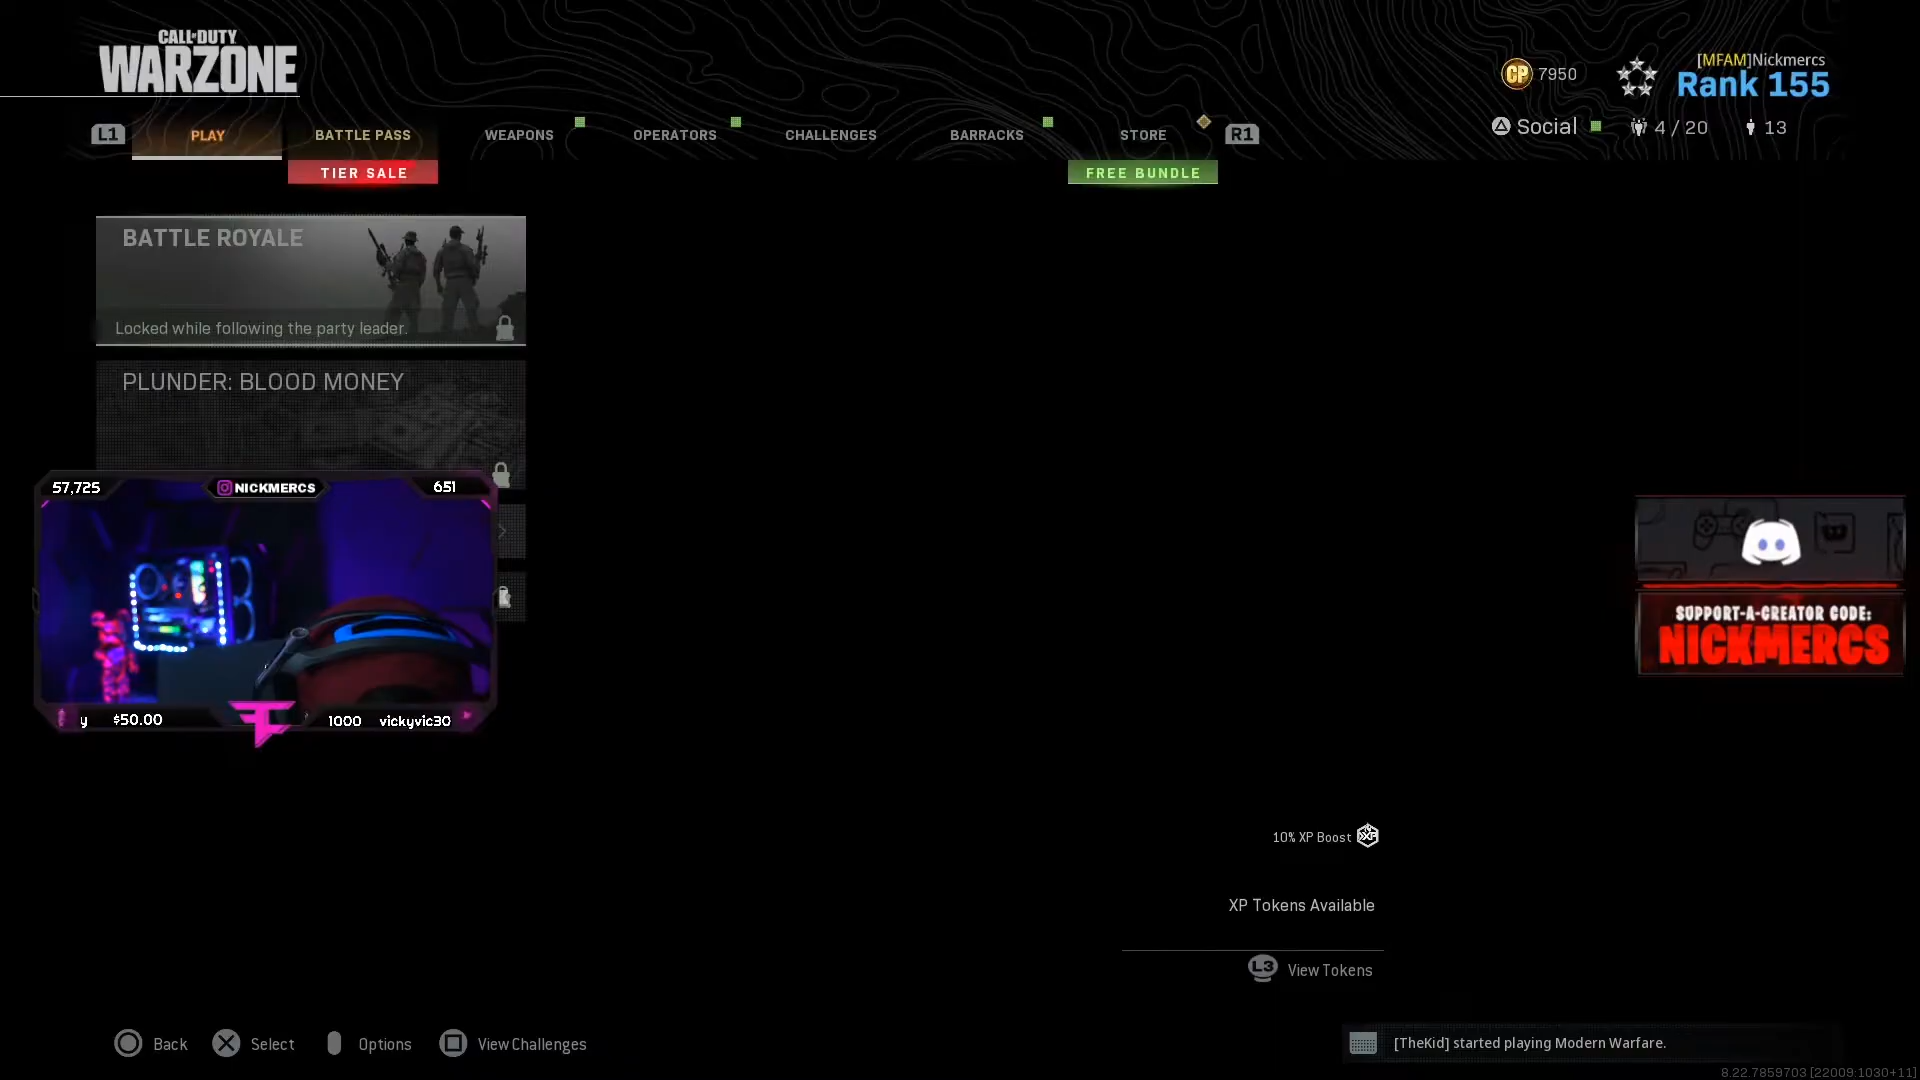 CALL OF DUTY
WARZONE
CP 7950
[MFAM]Nickmercs
Rank 155
L1
PLAY
BATTLE PASS
WEAPONS
OPERATORS
CHALLENGES
BARRACKS
STORE
R1
Social
4 / 20
13
TIER SALE
FREE BUNDLE
BATTLE ROYALE
Locked while following the party leader.
PLUNDER: BLOOD MONEY
57,725
NICKMERCS
651
y $50.00
1000 vickyvic30
SUPPORT-A-CREATOR CODE:
NICKMERCS
10% XP Boost
XP
XP Tokens Available
L3 View Tokens
Back
Select
Options
View Challenges
[TheKid] started playing Modern Warfare.
8.22.7859703 [22009:1030+11]